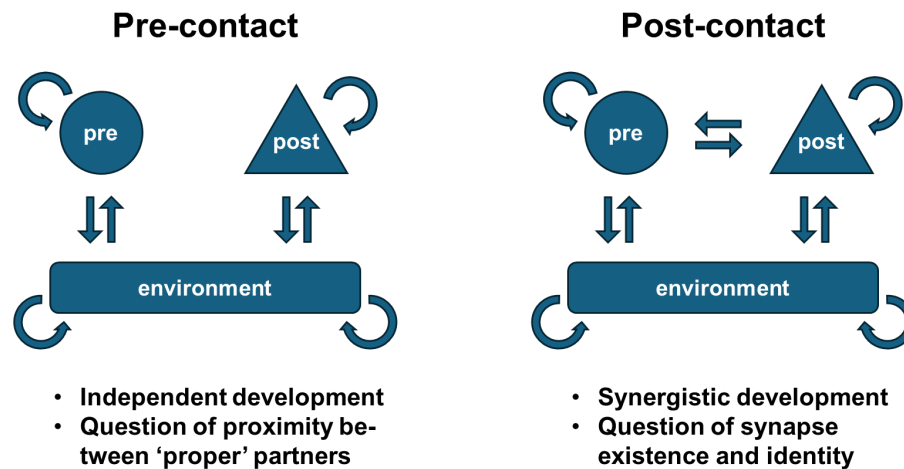 Pre-contact
pre
post
environment
• Independent development
• Question of proximity be-
tween ‘proper’ partners
Post-contact
pre
post
environment
• Synergistic development
• Question of synapse
existence and identity